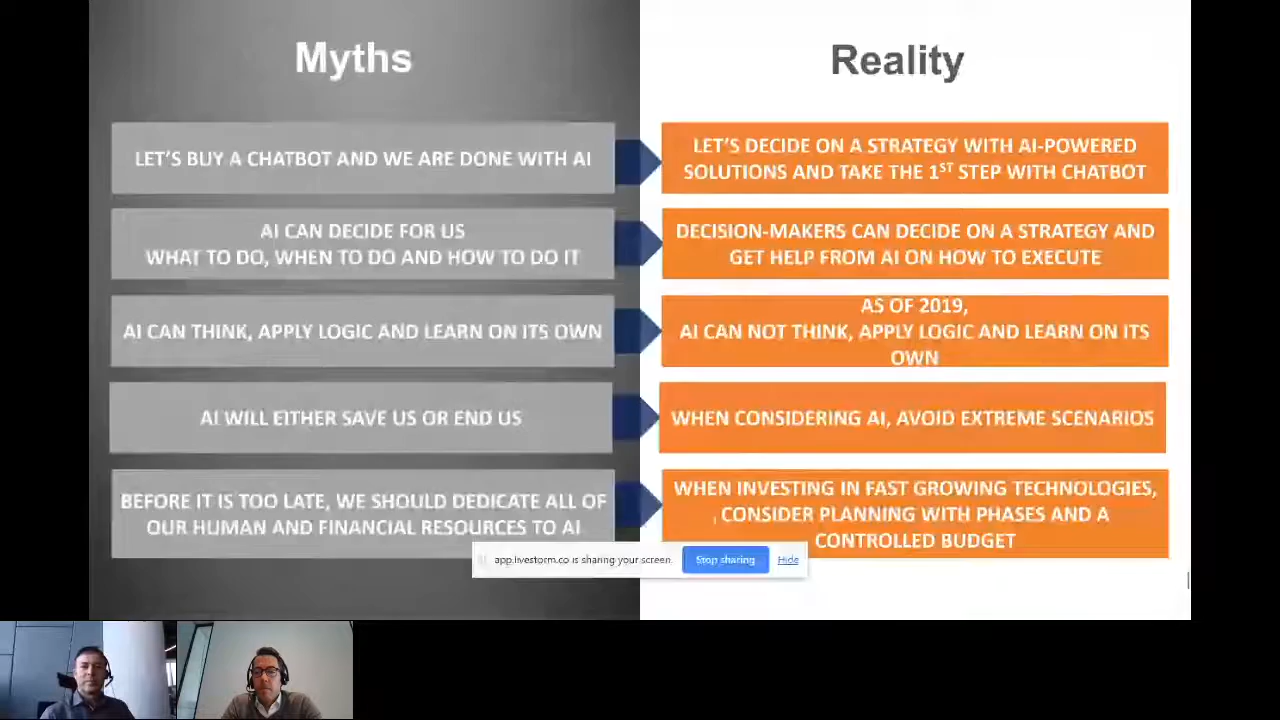 Myths
Reality
LET'S BUY A CHATBOT AND WE ARE DONE WITH AI
LET'S DECIDE ON A STRATEGY WITH AI-POWERED
SOLUTIONS AND TAKE THE 1ST STEP WITH CHATBOT
AI CAN DECIDE FOR US
WHAT TO DO, WHEN TO DO AND HOW TO DO IT
DECISION-MAKERS CAN DECIDE ON A STRATEGY AND
GET HELP FROM AI ON HOW TO EXECUTE
AI CAN THINK, APPLY LOGIC AND LEARN ON ITS OWN
AS OF 2019,
AI CAN NOT THINK, APPLY LOGIC AND LEARN ON ITS
OWN
AI WILL EITHER SAVE US OR END US
WHEN CONSIDERING AI, AVOID EXTREME SCENARIOS
BEFORE IT IS TOO LATE, WE SHOULD DEDICATE ALL OF
OUR HUMAN AND FINANCIAL RESOURCES TO AI
WHEN INVESTING IN FAST GROWING TECHNOLOGIES,
CONSIDER PLANNING WITH PHASES AND A
CONTROLLED BUDGET
app.livestorm.co is sharing your screen. Stop sharing Hide